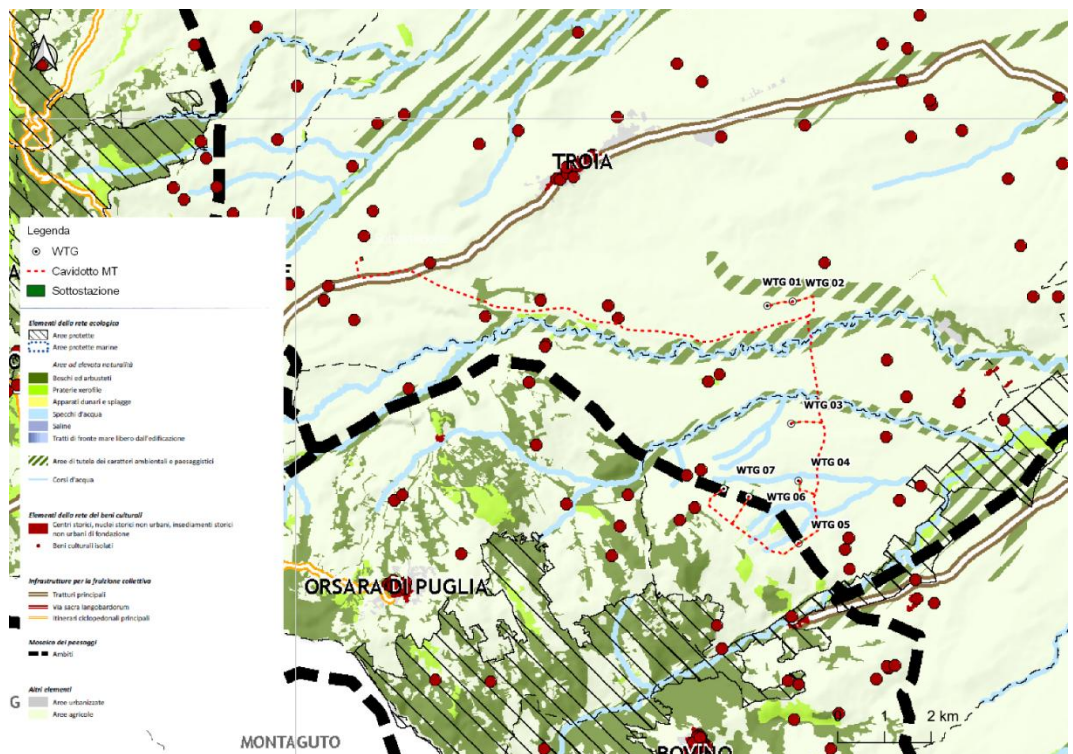 TROIA
Legenda
WTG
Cavidotto MT
Sottostazione
Elementi della rete ecologica
Aree protette
Aree protette marine
Aree ad elevata naturalità
Boschi ed arbusteti
Praterie xerofile
Apparati dunari e spiagge
Specchi d'acqua
Saline
Tratti di fronte mare libero dall'edificazione
Aree di tutela dei caratteri ambientali e paesaggistici
Corsi d'acqua
Elementi della rete dei beni culturali
Centri storici, nuclei storici non urbani, insediamenti storici
non urbani di fondazione
Beni culturali isolati
Infrastrutture per la fruizione collettiva
Tratturi principali
Via sacra langobardorum
Itinerari ciclopedonali principali
Mosaico dei paesaggi
Ambiti
Altri elementi
Aree urbanizzate
Aree agricole
WTG 01 WTG 02
WTG 03
WTG 04
WTG 07
WTG 06
WTG 05
ORSARA DI PUGLIA
0 1 2 km
MONTAGUTO
BOVINO